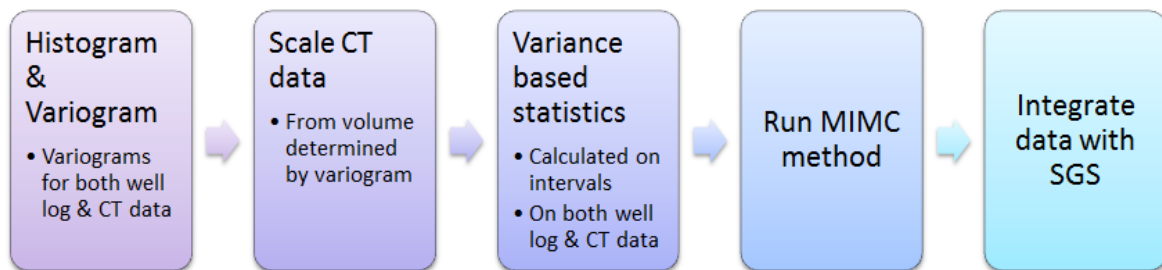 Histogram
&
Variogram
• Variograms
for both well
log & CT data
Scale CT
data
• From volume
determined
by variogram
Variance
based
statistics
• Calculated on
intervals
• On both well
log & CT data
Run MIMC
method
Integrate
data with
SGS